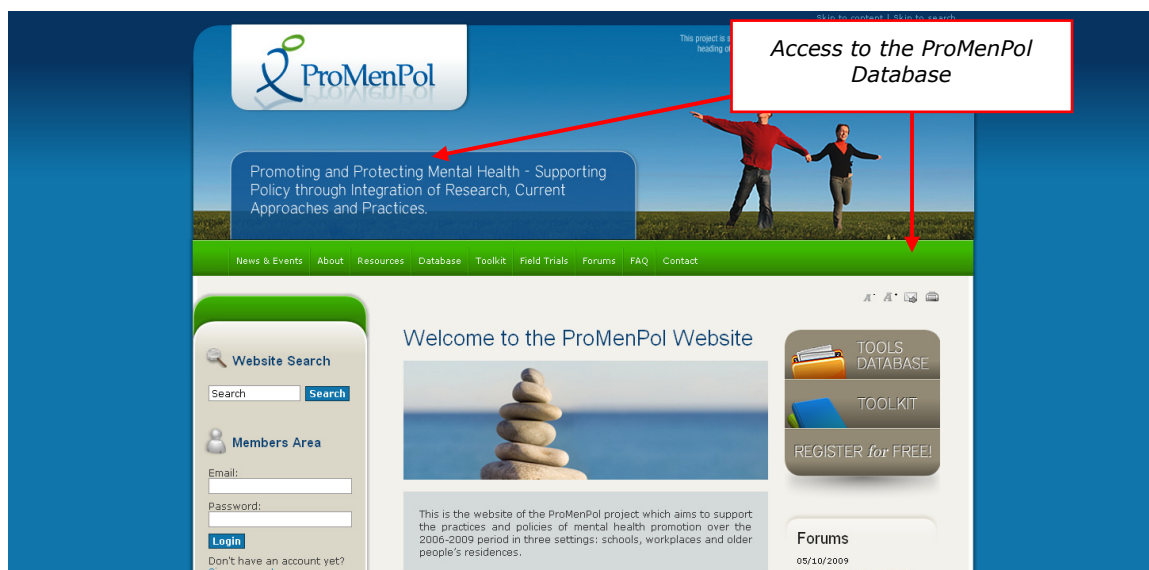 Skip to content | Skip to search
This project is s
heading of
Access to the ProMenPol
Database
ProMenPol
Promoting and Protecting Mental Health - Supporting
Policy through Integration of Research, Current
Approaches and Practices.
News & Events About Resources Database Toolkit Field Trials Forums FAQ Contact
A- A+
Welcome to the ProMenPol Website
Website Search
Search Search
Members Area
Email:
Password:
Login
Don't have an account yet?
This is the website of the ProMenPol project which aims to support
the practices and policies of mental health promotion over the
2006-2009 period in three settings: schools, workplaces and older
people's residences.
TOOLS
DATABASE
TOOLKIT
REGISTER for FREE!
Forums
05/10/2009